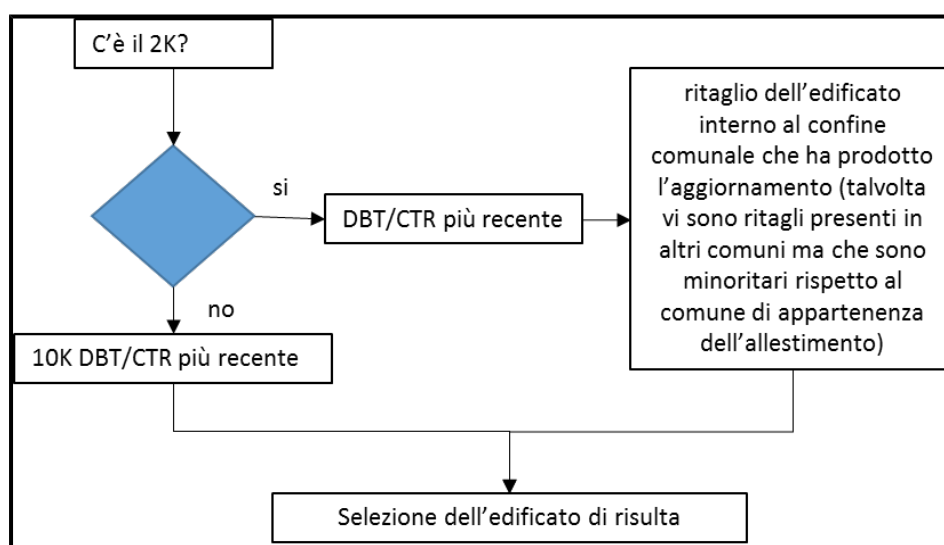 C'è il 2K?
si
DBT/CTR più recente
ritaglio dell'edificato
interno al confine
comunale che ha prodotto
l'aggiornamento (talvolta
vi sono ritagli presenti in
altri comuni ma che sono
minoritari rispetto al
comune di appartenenza
dell'allestimento)
no
10K DBT/CTR più recente
Selezione dell'edificato di risulta